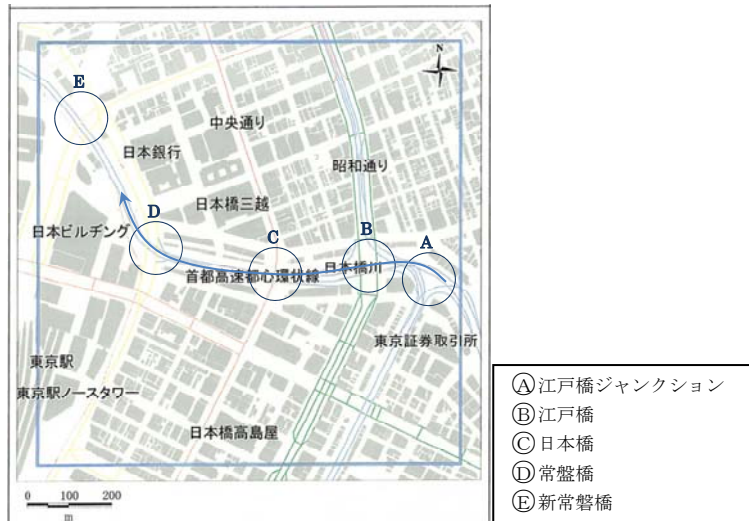 N
E
中央通り
日本銀行
昭和通り
日本橋三越
D
B
日本ビルヂング
C
A
日本橋川
首都高速都心環状線
東京証券取引所
東京駅
東京駅ノースタワー
日本橋高島屋
0 100 200
m
Ⓐ江戸橋ジャンクション
Ⓑ江戸橋
Ⓒ日本橋
Ⓓ常盤橋
Ⓔ新常磐橋